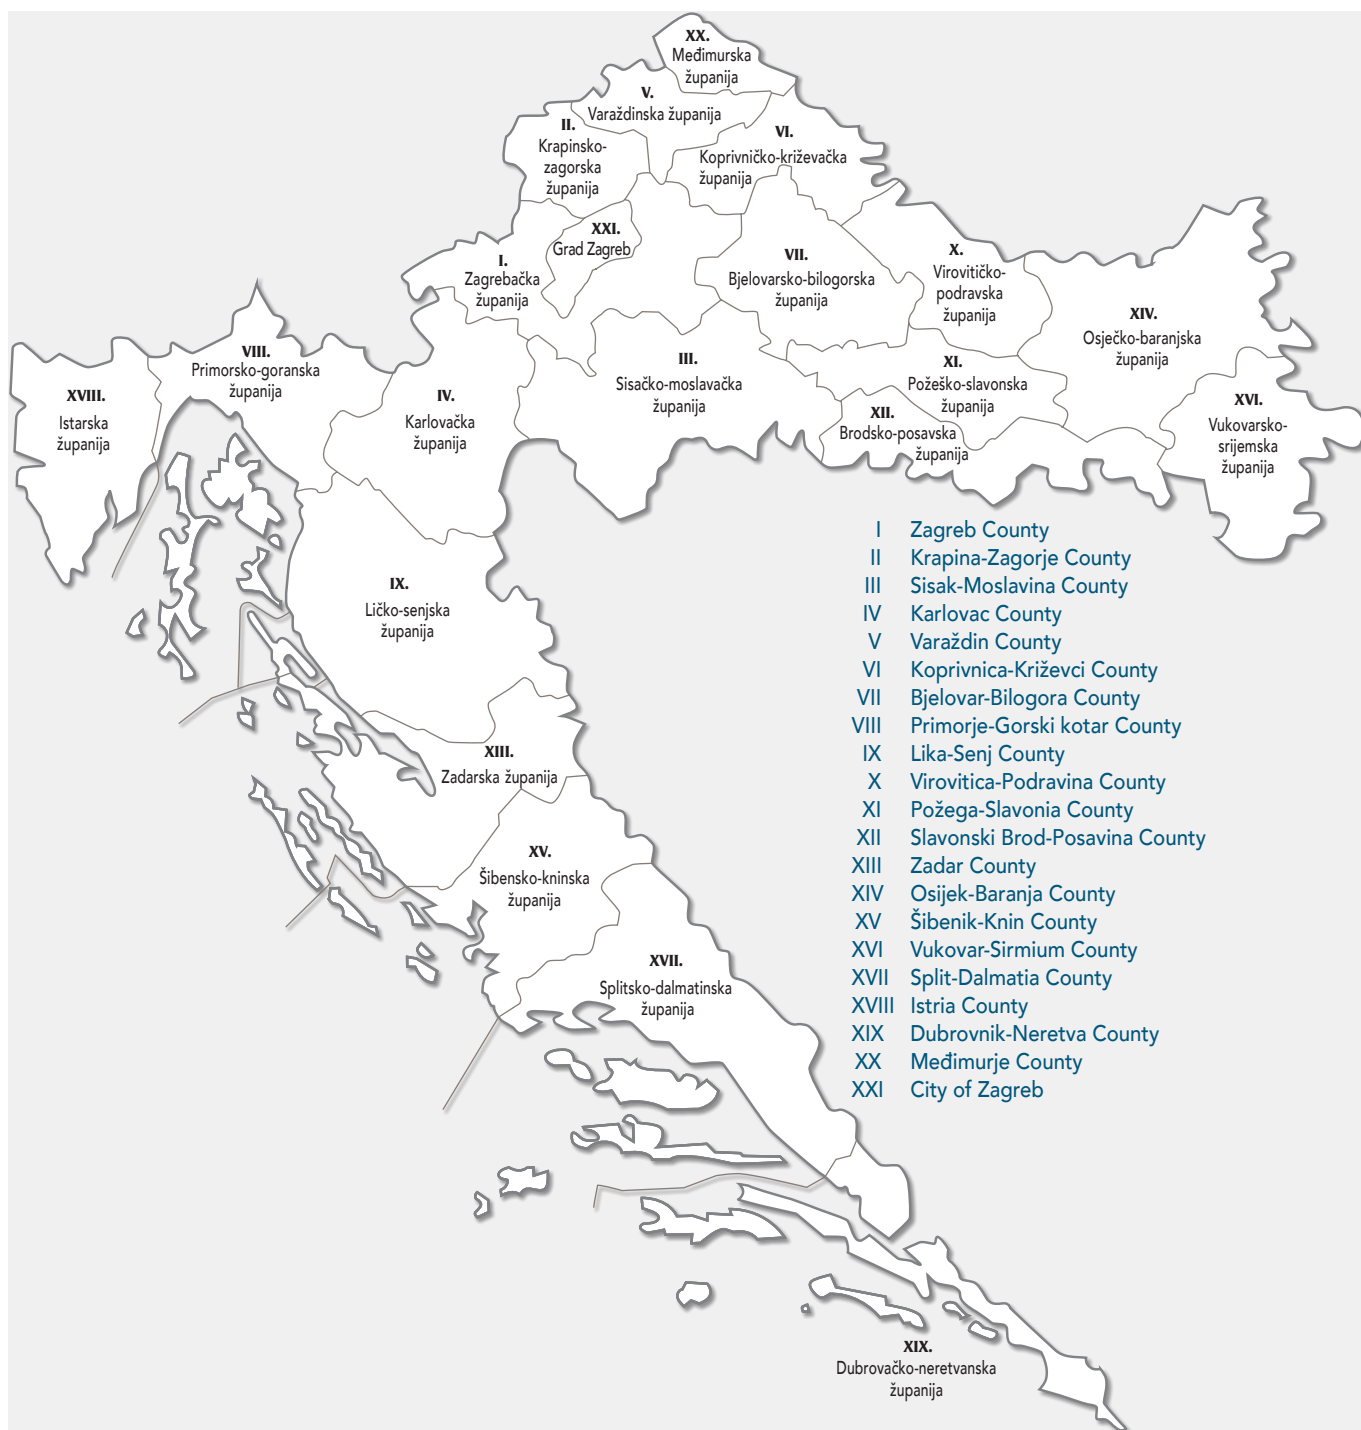 XX.
Međimurska
županija
V.
Varaždinska županija
II.
Krapinsko-
zagorska
županija
VI.
Koprivničko-križevačka
županija
XXI.
Grad Zagreb
I.
Zagrebačka
županija
VII.
Bjelovarsko-bilogorska
županija
X.
Virovitičko-
podravska
županija
XIV.
Osječko-baranjska
županija
VIII.
Primorsko-goranska
županija
XVIII.
Istarska
županija
IV.
Karlovačka
županija
III.
Sisačko-moslavačka
županija
XI.
Požeško-slavonska
županija
XII.
Brodsko-posavska
županija
XVI.
Vukovarsko-
srijemska
županija
IX.
Ličko-senjska
županija
XIII.
Zadarska županija
XV.
Šibensko-kninska
županija
XVII.
Splitsko-dalmatinska
županija
XIX.
Dubrovačko-neretvanska
županija
I Zagreb County
II Krapina-Zagorje County
III Sisak-Moslavina County
IV Karlovac County
V Varaždin County
VI Koprivnica-Križevci County
VII Bjelovar-Bilogora County
VIII Primorje-Gorski kotar County
IX Lika-Senj County
X Virovitica-Podravina County
XI Požega-Slavonia County
XII Slavonski Brod-Posavina County
XIII Zadar County
XIV Osijek-Baranja County
XV Šibenik-Knin County
XVI Vukovar-Sirmium County
XVII Split-Dalmatia County
XVIII Istria County
XIX Dubrovnik-Neretva County
XX Međimurje County
XXI City of Zagreb